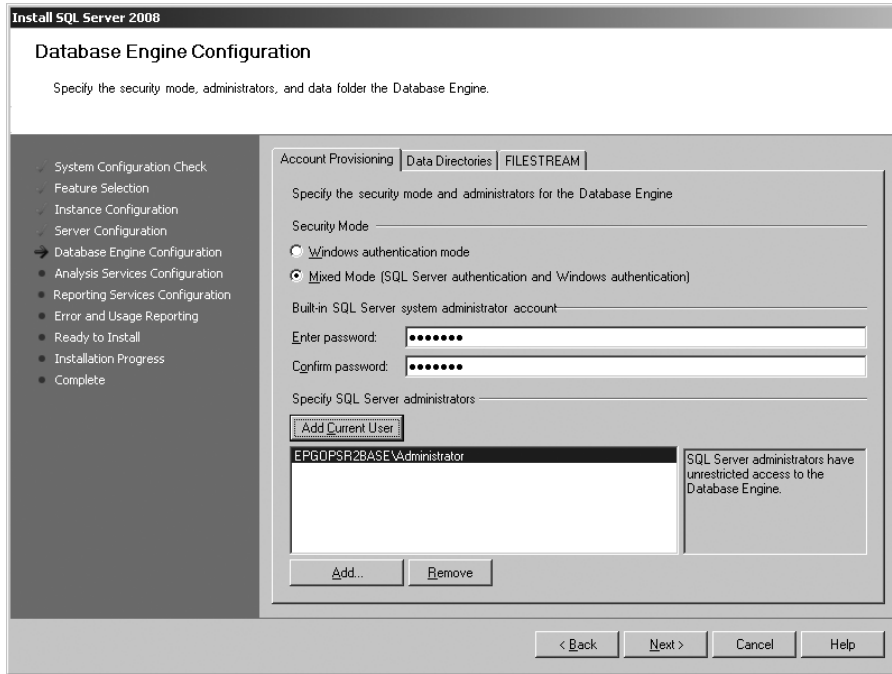 Install SQL Server 2008
Database Engine Configuration
Specify the security mode, administrators, and data folder the Database Engine.
System Configuration Check
Feature Selection
Instance Configuration
Server Configuration
Database Engine Configuration
Analysis Services Configuration
Reporting Services Configuration
Error and Usage Reporting
Ready to Install
Installation Progress
Complete
Account Provisioning Data Directories FILESTREAM
Specify the security mode and administrators for the Database Engine
Security Mode
Windows authentication mode
Mixed Mode (SQL Server authentication and Windows authentication)
Built-in SQL Server system administrator account
Enter password: •••••••
Confirm password: •••••••
Specify SQL Server administrators
Add Current User
EPGOPSR2BASE\Administrator
SQL Server administrators have
unrestricted access to the
Database Engine.
Add... Remove
< Back Next > Cancel Help